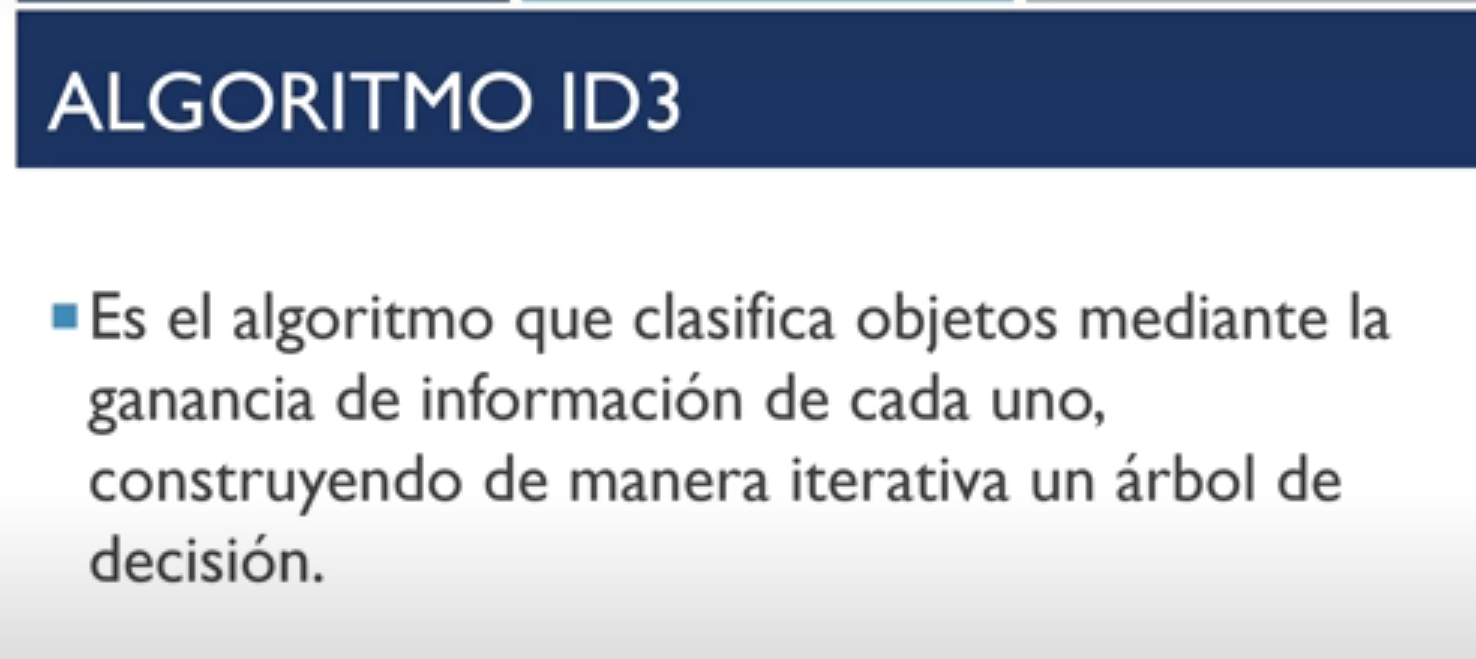 ALGORITMO ID3
▪ Es el algoritmo que clasifica objetos mediante la
ganancia de información de cada uno,
construyendo de manera iterativa un árbol de
decisión.